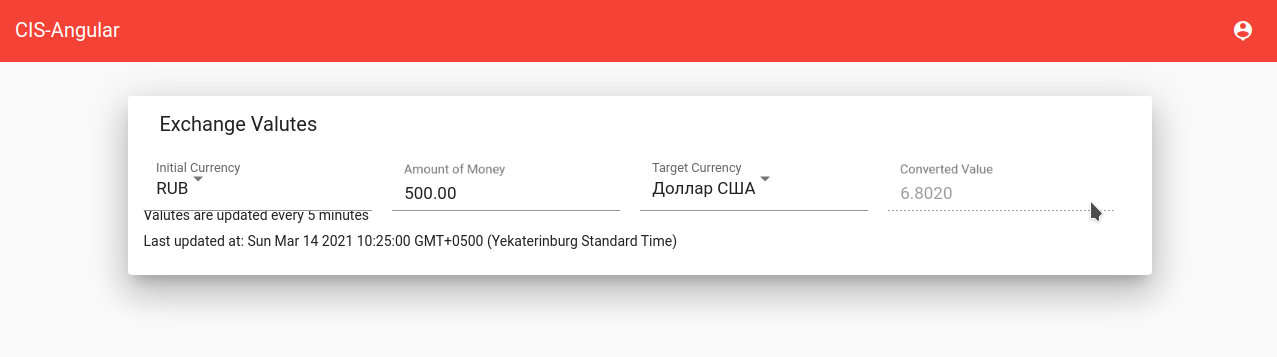 CIS-Angular
Exchange Valutes
Initial Currency
RUB
Amount of Money
500.00
Target Currency
Доллар США
Converted Value
6.8020
Valutes are updated every 5 minutes
Last updated at: Sun Mar 14 2021 10:25:00 GMT+0500 (Yekaterinburg Standard Time)